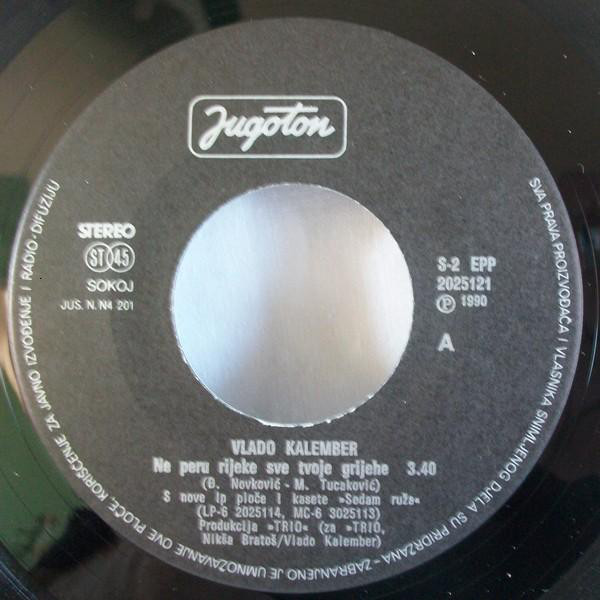 Jugoton
STEREO
ST 45
SOKOJ
JUS. N. N4 201
S-2 EPP
2025121
Ⓟ 1990
A
VLADO KALEMBER
Ne peru rijeke sve tvoje grijehe 3.40
(Đ. Novković - M. Tucaković)
S nove lp ploče i kasete »Sedam ruža«
(LP-6 2025114, MC-6 3025113)
Produkcija »TRIO« (za »TRIO,
Nikša Bratoš/Vlado Kalember)
SVA PRAVA PROIZVOĐAČA I VLASNIKA SNIMLJENOG DJELA SU PRIDRŽANA - ZABRANJENO JE UMNOŽAVANJE OVE PLOČE, KORIŠĆENJE ZA JAVNO IZVOĐENJE I RADIO-DIFUZIJU